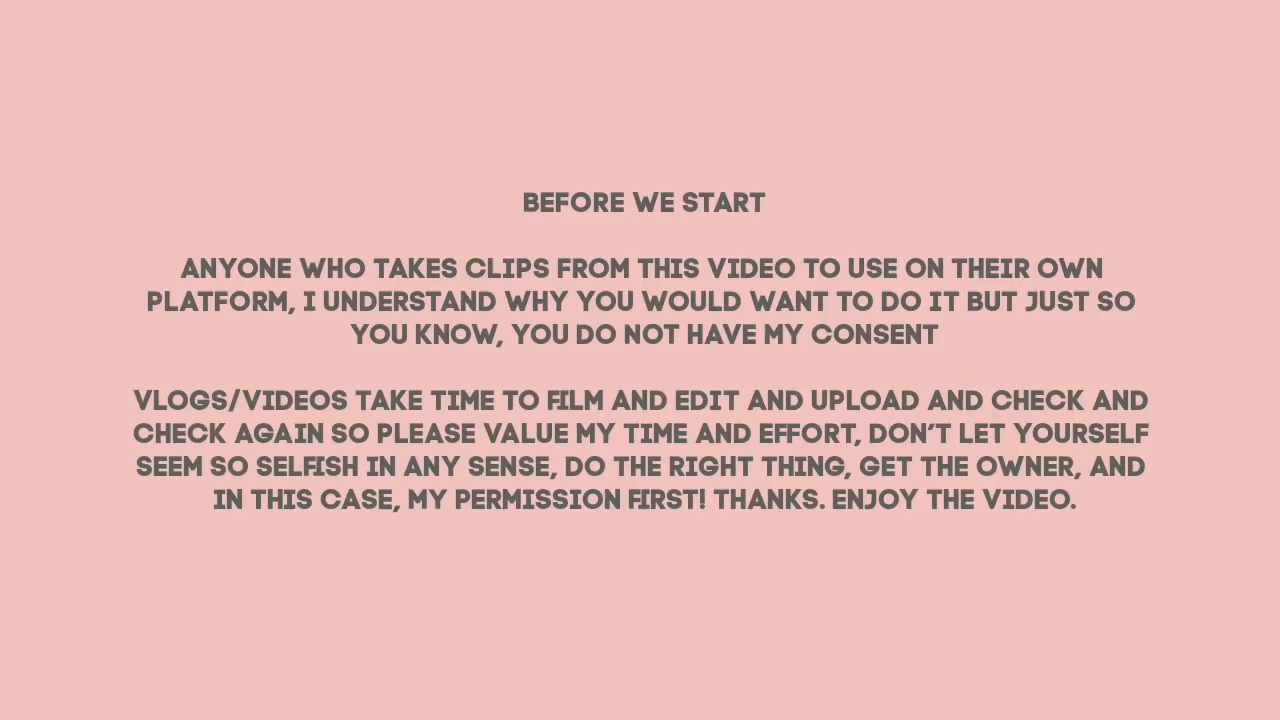 BEFORE WE START
ANYONE WHO TAKES CLIPS FROM THIS VIDEO TO USE ON THEIR OWN
PLATFORM, I UNDERSTAND WHY YOU WOULD WANT TO DO IT BUT JUST SO
YOU KNOW, YOU DO NOT HAVE MY CONSENT
VLOGS/VIDEOS TAKE TIME TO FILM AND EDIT AND UPLOAD AND CHECK AND
CHECK AGAIN SO PLEASE VALUE MY TIME AND EFFORT, DON’T LET YOURSELF
SEEM SO SELFISH IN ANY SENSE, DO THE RIGHT THING, GET THE OWNER, AND
IN THIS CASE, MY PERMISSION FIRST! THANKS. ENJOY THE VIDEO.